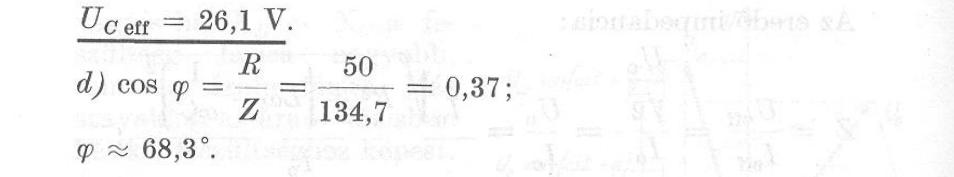 U_C eff = 26,1 V.
d) cos φ = R/Z = 50/134,7 = 0,37;
φ ≈ 68,3°.